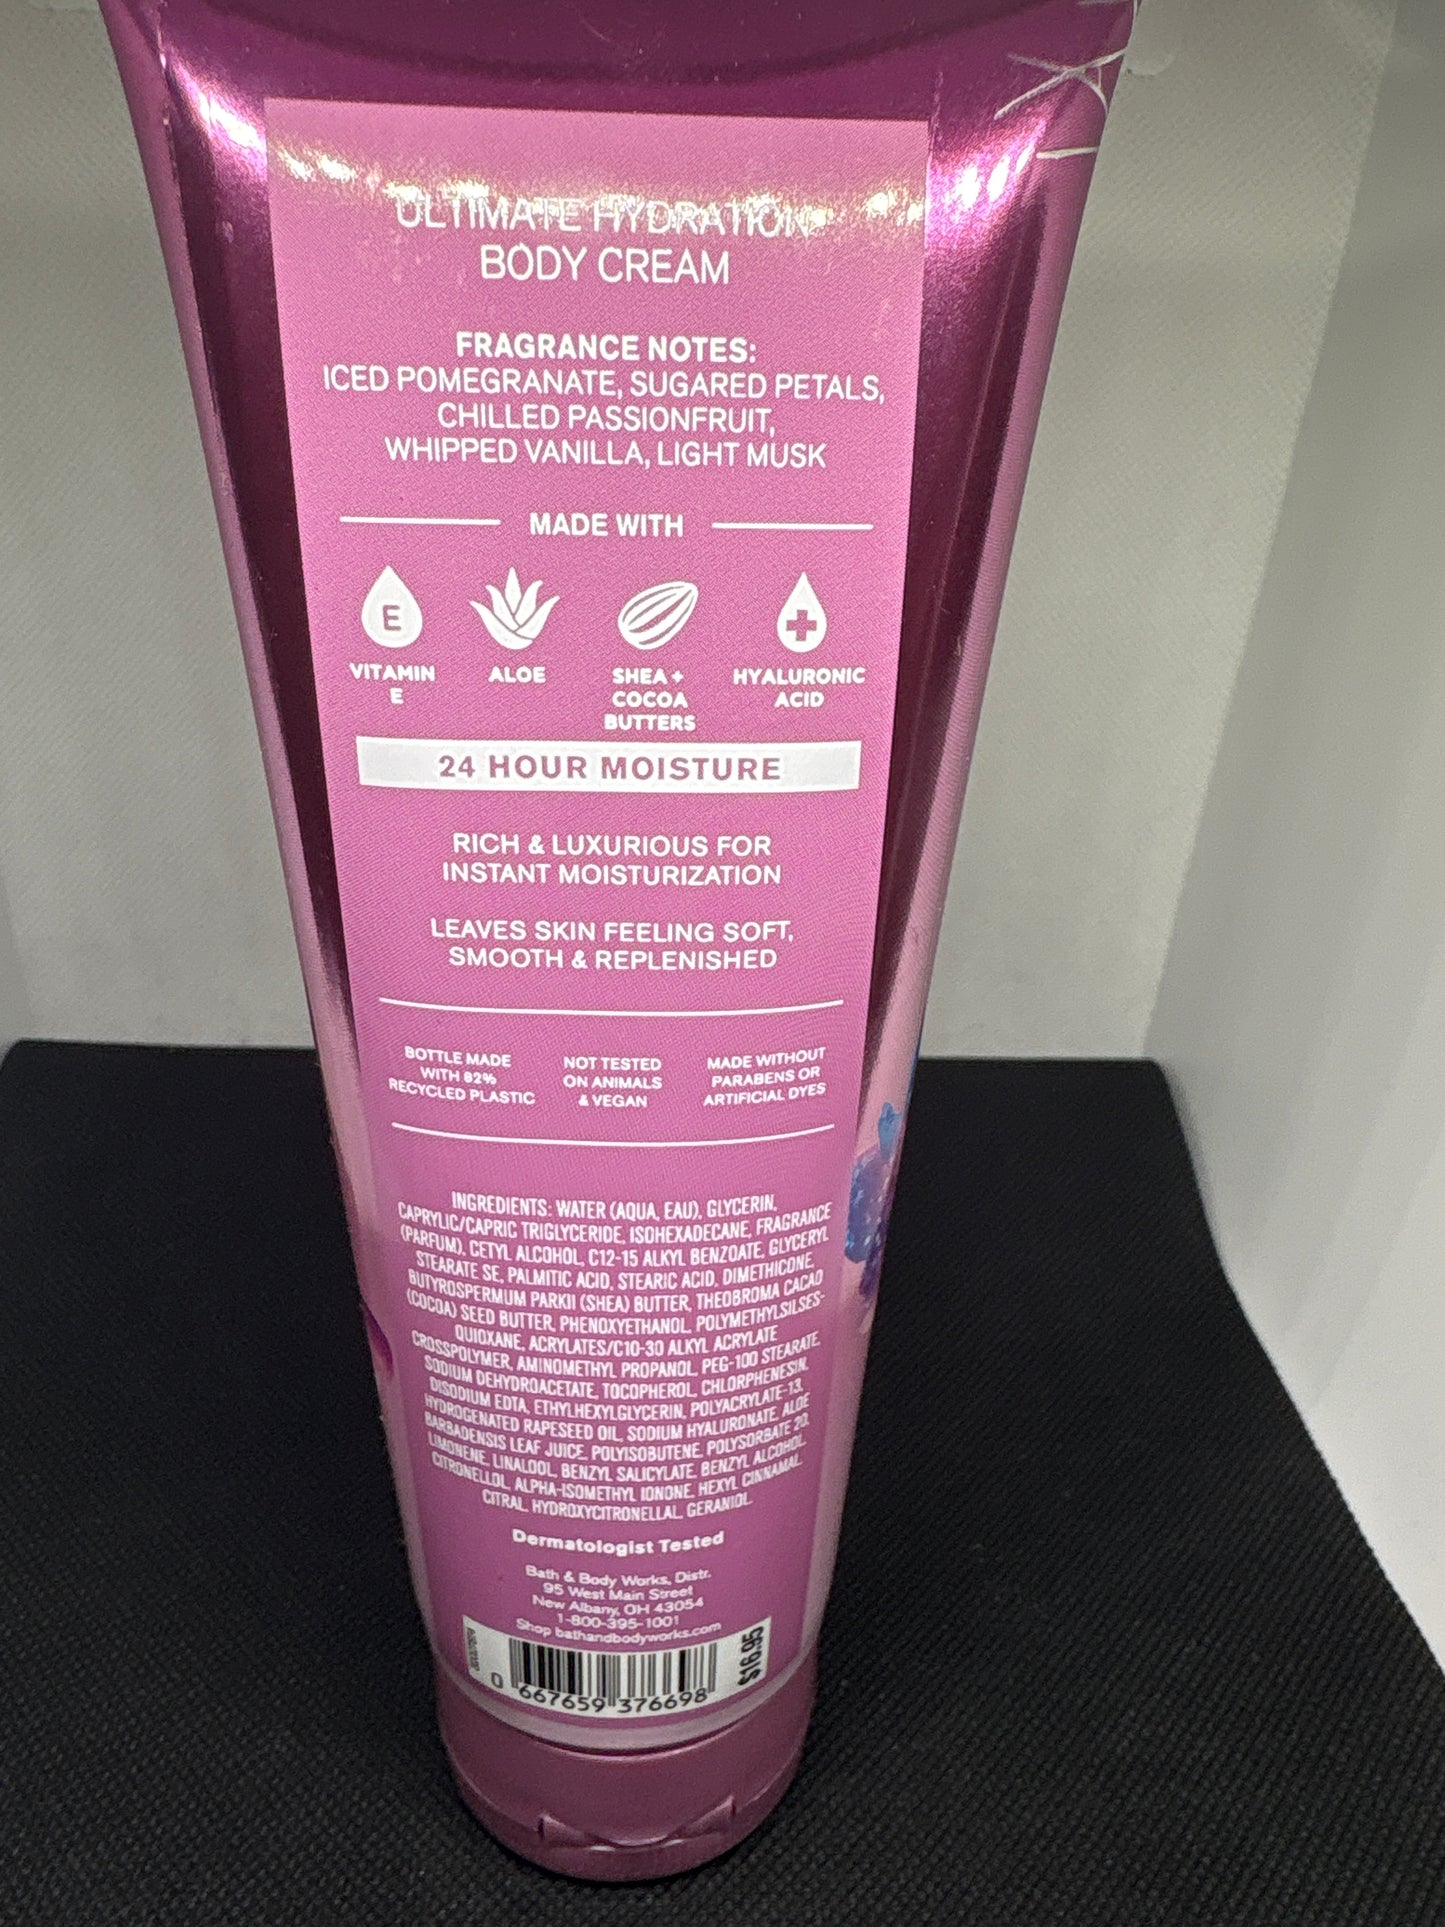 ULTIMATE HYDRATION
BODY CREAM
FRAGRANCE NOTES:
ICED POMEGRANATE, SUGARED PETALS,
CHILLED PASSIONFRUIT,
WHIPPED VANILLA, LIGHT MUSK
MADE WITH
E
VITAMIN
E
ALOE
SHEA +
COCOA
BUTTERS
HYALURONIC
ACID
24 HOUR MOISTURE
RICH & LUXURIOUS FOR
INSTANT MOISTURIZATION
LEAVES SKIN FEELING SOFT,
SMOOTH & REPLENISHED
BOTTLE MADE
WITH 82%
RECYCLED PLASTIC
NOT TESTED
ON ANIMALS
& VEGAN
MADE WITHOUT
PARABENS OR
ARTIFICIAL DYES
INGREDIENTS: WATER (AQUA, EAU), GLYCERIN,
CAPRYLIC/CAPRIC TRIGLYCERIDE, ISOHEXADECANE, FRAGRANCE
(PARFUM), CETYL ALCOHOL, C12-15 ALKYL BENZOATE, GLYCERYL
STEARATE SE, PALMITIC ACID, STEARIC ACID, DIMETHICONE,
BUTYROSPERMUM PARKII (SHEA) BUTTER, THEOBROMA CACAO
(COCOA) SEED BUTTER, PHENOXYETHANOL, POLYMETHYLSILSES-
QUIOXANE, ACRYLATES/C10-30 ALKYL ACRYLATE
CROSSPOLYMER, AMINOMETHYL PROPANOL, PEG-100 STEARATE,
SODIUM DEHYDROACETATE, TOCOPHEROL, CHLORPHENESIN,
DISODIUM EDTA, ETHYLHEXYLGLYCERIN, POLYACRYLATE-13,
HYDROGENATED RAPESEED OIL, SODIUM HYALURONATE, ALOE
BARBADENSIS LEAF JUICE, POLYISOBUTENE, POLYSORBATE 20,
LIMONENE, LINALOOL, BENZYL SALICYLATE, BENZYL ALCOHOL,
CITRONELLOL, ALPHA-ISOMETHYL IONONE, HEXYL CINNAMAL,
CITRAL, HYDROXYCITRONELLAL, GERANIOL.
Dermatologist Tested
Bath & Body Works, Distr.
95 West Main Street
New Albany, OH 43054
1-800-395-1001
Shop bathandbodyworks.com
$16.95
0 667659 376698